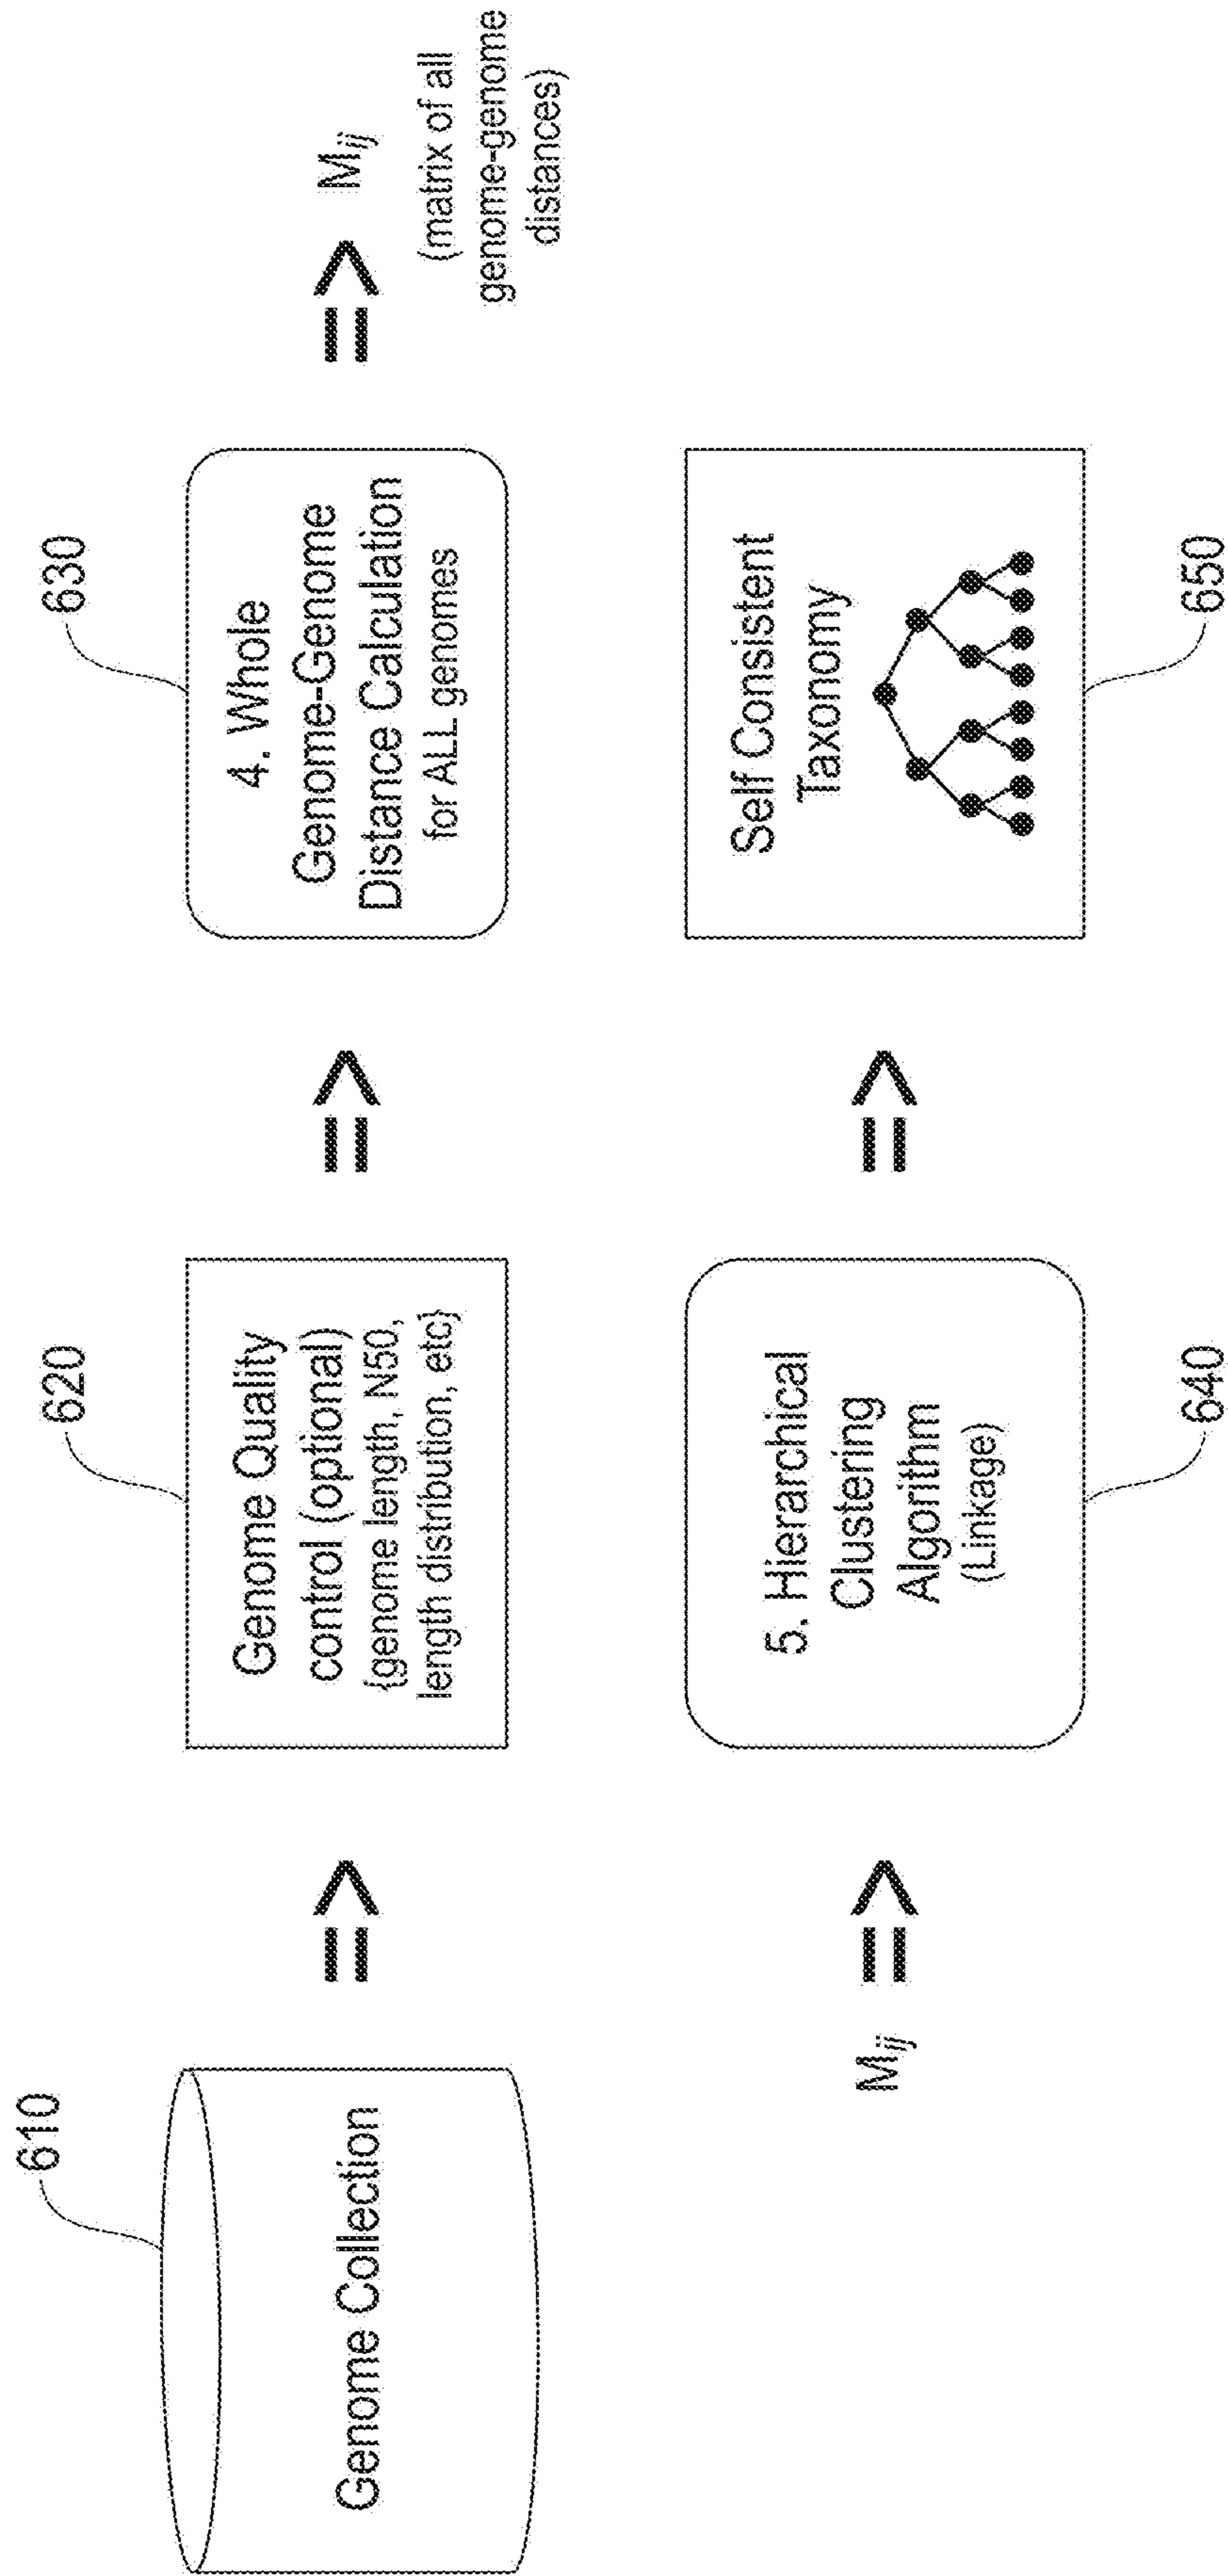 610
Genome Collection
=>
620
Genome Quality
control (optional)
{genome length, N50,
length distribution, etc}
=>
630
4. Whole
Genome-Genome
Distance Calculation
for ALL genomes
=>
Mij
(matrix of all
genome-genome
distances)
Mij
=>
5. Hierarchical
Clustering
Algorithm
(Linkage)
640
=>
Self Consistent
Taxonomy
650